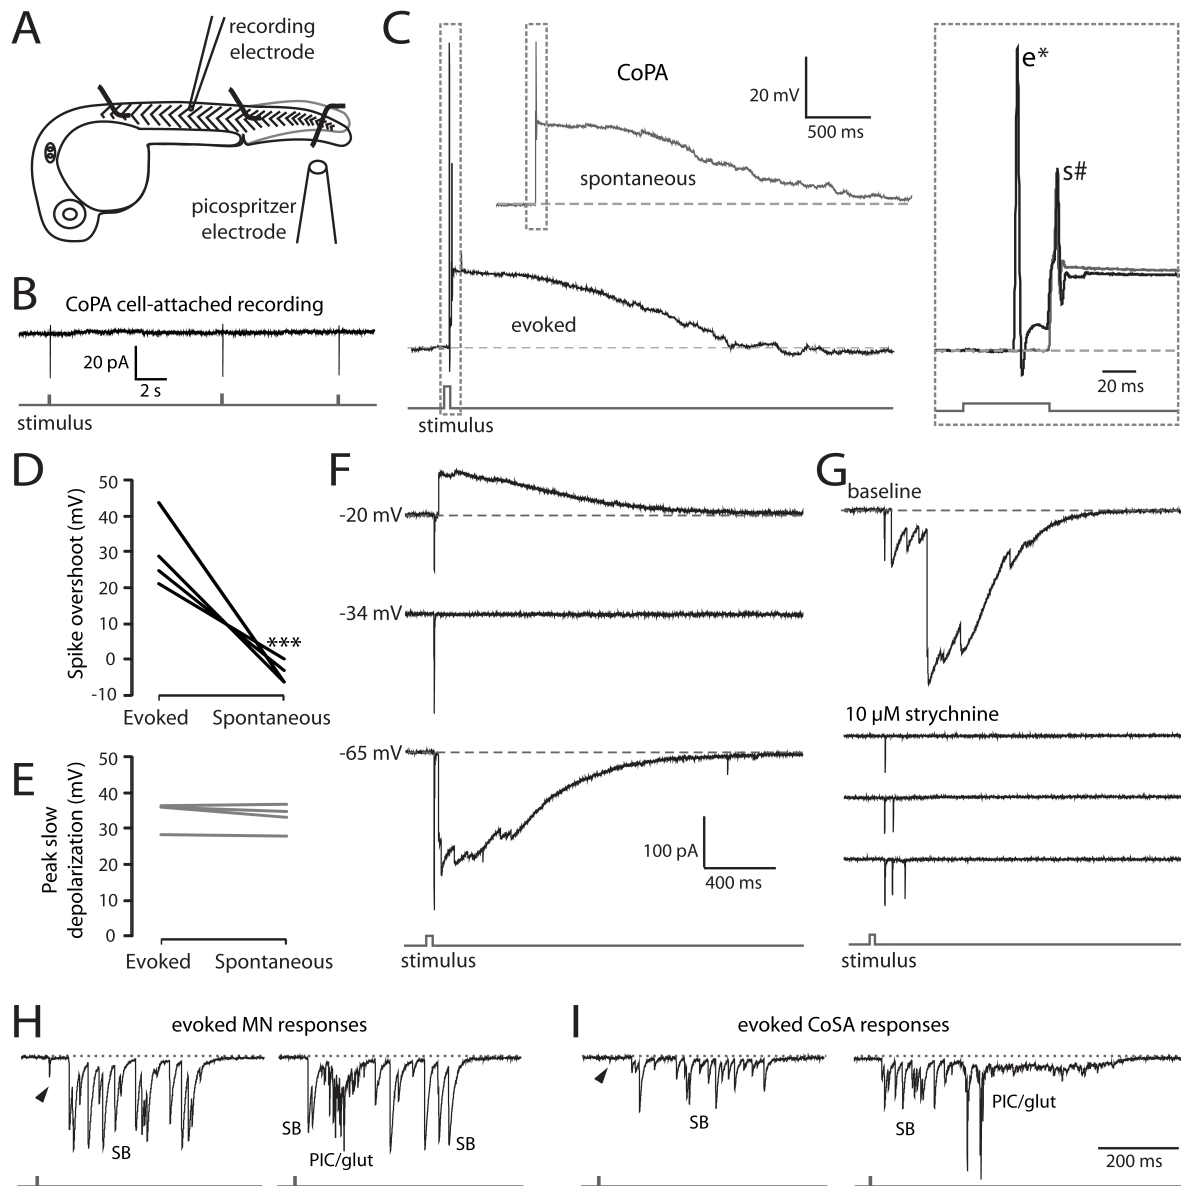 A
recording
electrode
picospritzer
electrode
B
CoPA cell-attached recording
20 pA
2 s
stimulus
C
CoPA
20 mV
500 ms
spontaneous
evoked
stimulus
e*
s#
20 ms
D
Spike overshoot (mV)
50
40
30
20
10
0
-10
***
Evoked Spontaneous
E
Peak slow
depolarization (mV)
50
40
30
20
10
0
Evoked Spontaneous
F
-20 mV
-34 mV
-65 mV
100 pA
400 ms
stimulus
G
baseline
10 µM strychnine
stimulus
H
evoked MN responses
SB
SB
PIC/glut
SB
I
evoked CoSA responses
SB
SB
PIC/glut
200 ms